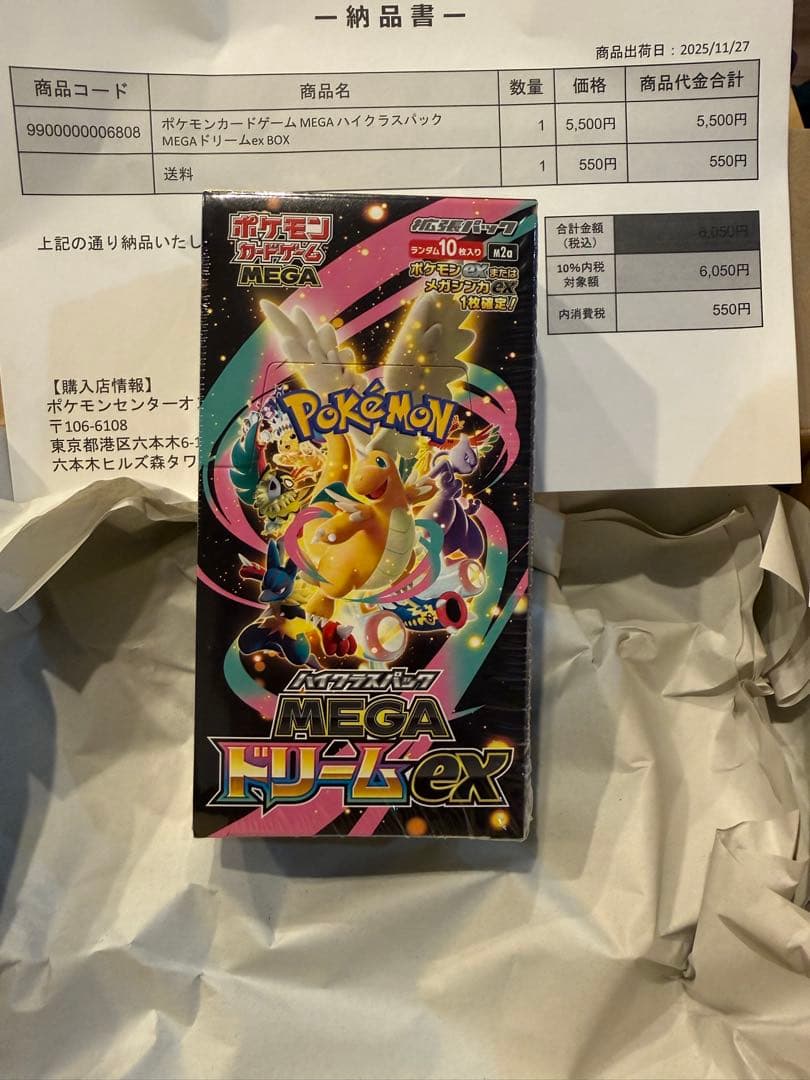 ー 納 品 書 ー
商品出荷日：2025/11/27
商品コード 商品名 数量 価格 商品代金合計
9900000006808 ポケモンカードゲーム MEGA ハイクラスパック
MEGAドリームex BOX 1 5,500円 5,500円
送料 1 550円 550円
上記の通り納品いたし
合計金額
（税込） 6,050円
10%内税
対象額 6,050円
内消費税 550円
【購入店情報】
ポケモンセンターオ
〒106-6108
東京都港区六本木6-1
六本木ヒルズ森タワ
ポケモン
カードゲーム
MEGA
拡張パック
ランダム10枚入り M2a
ポケモンexまたは
メガシンカex
1枚確定!
POKéMON
ハイクラスパック
MEGA
ドリームex